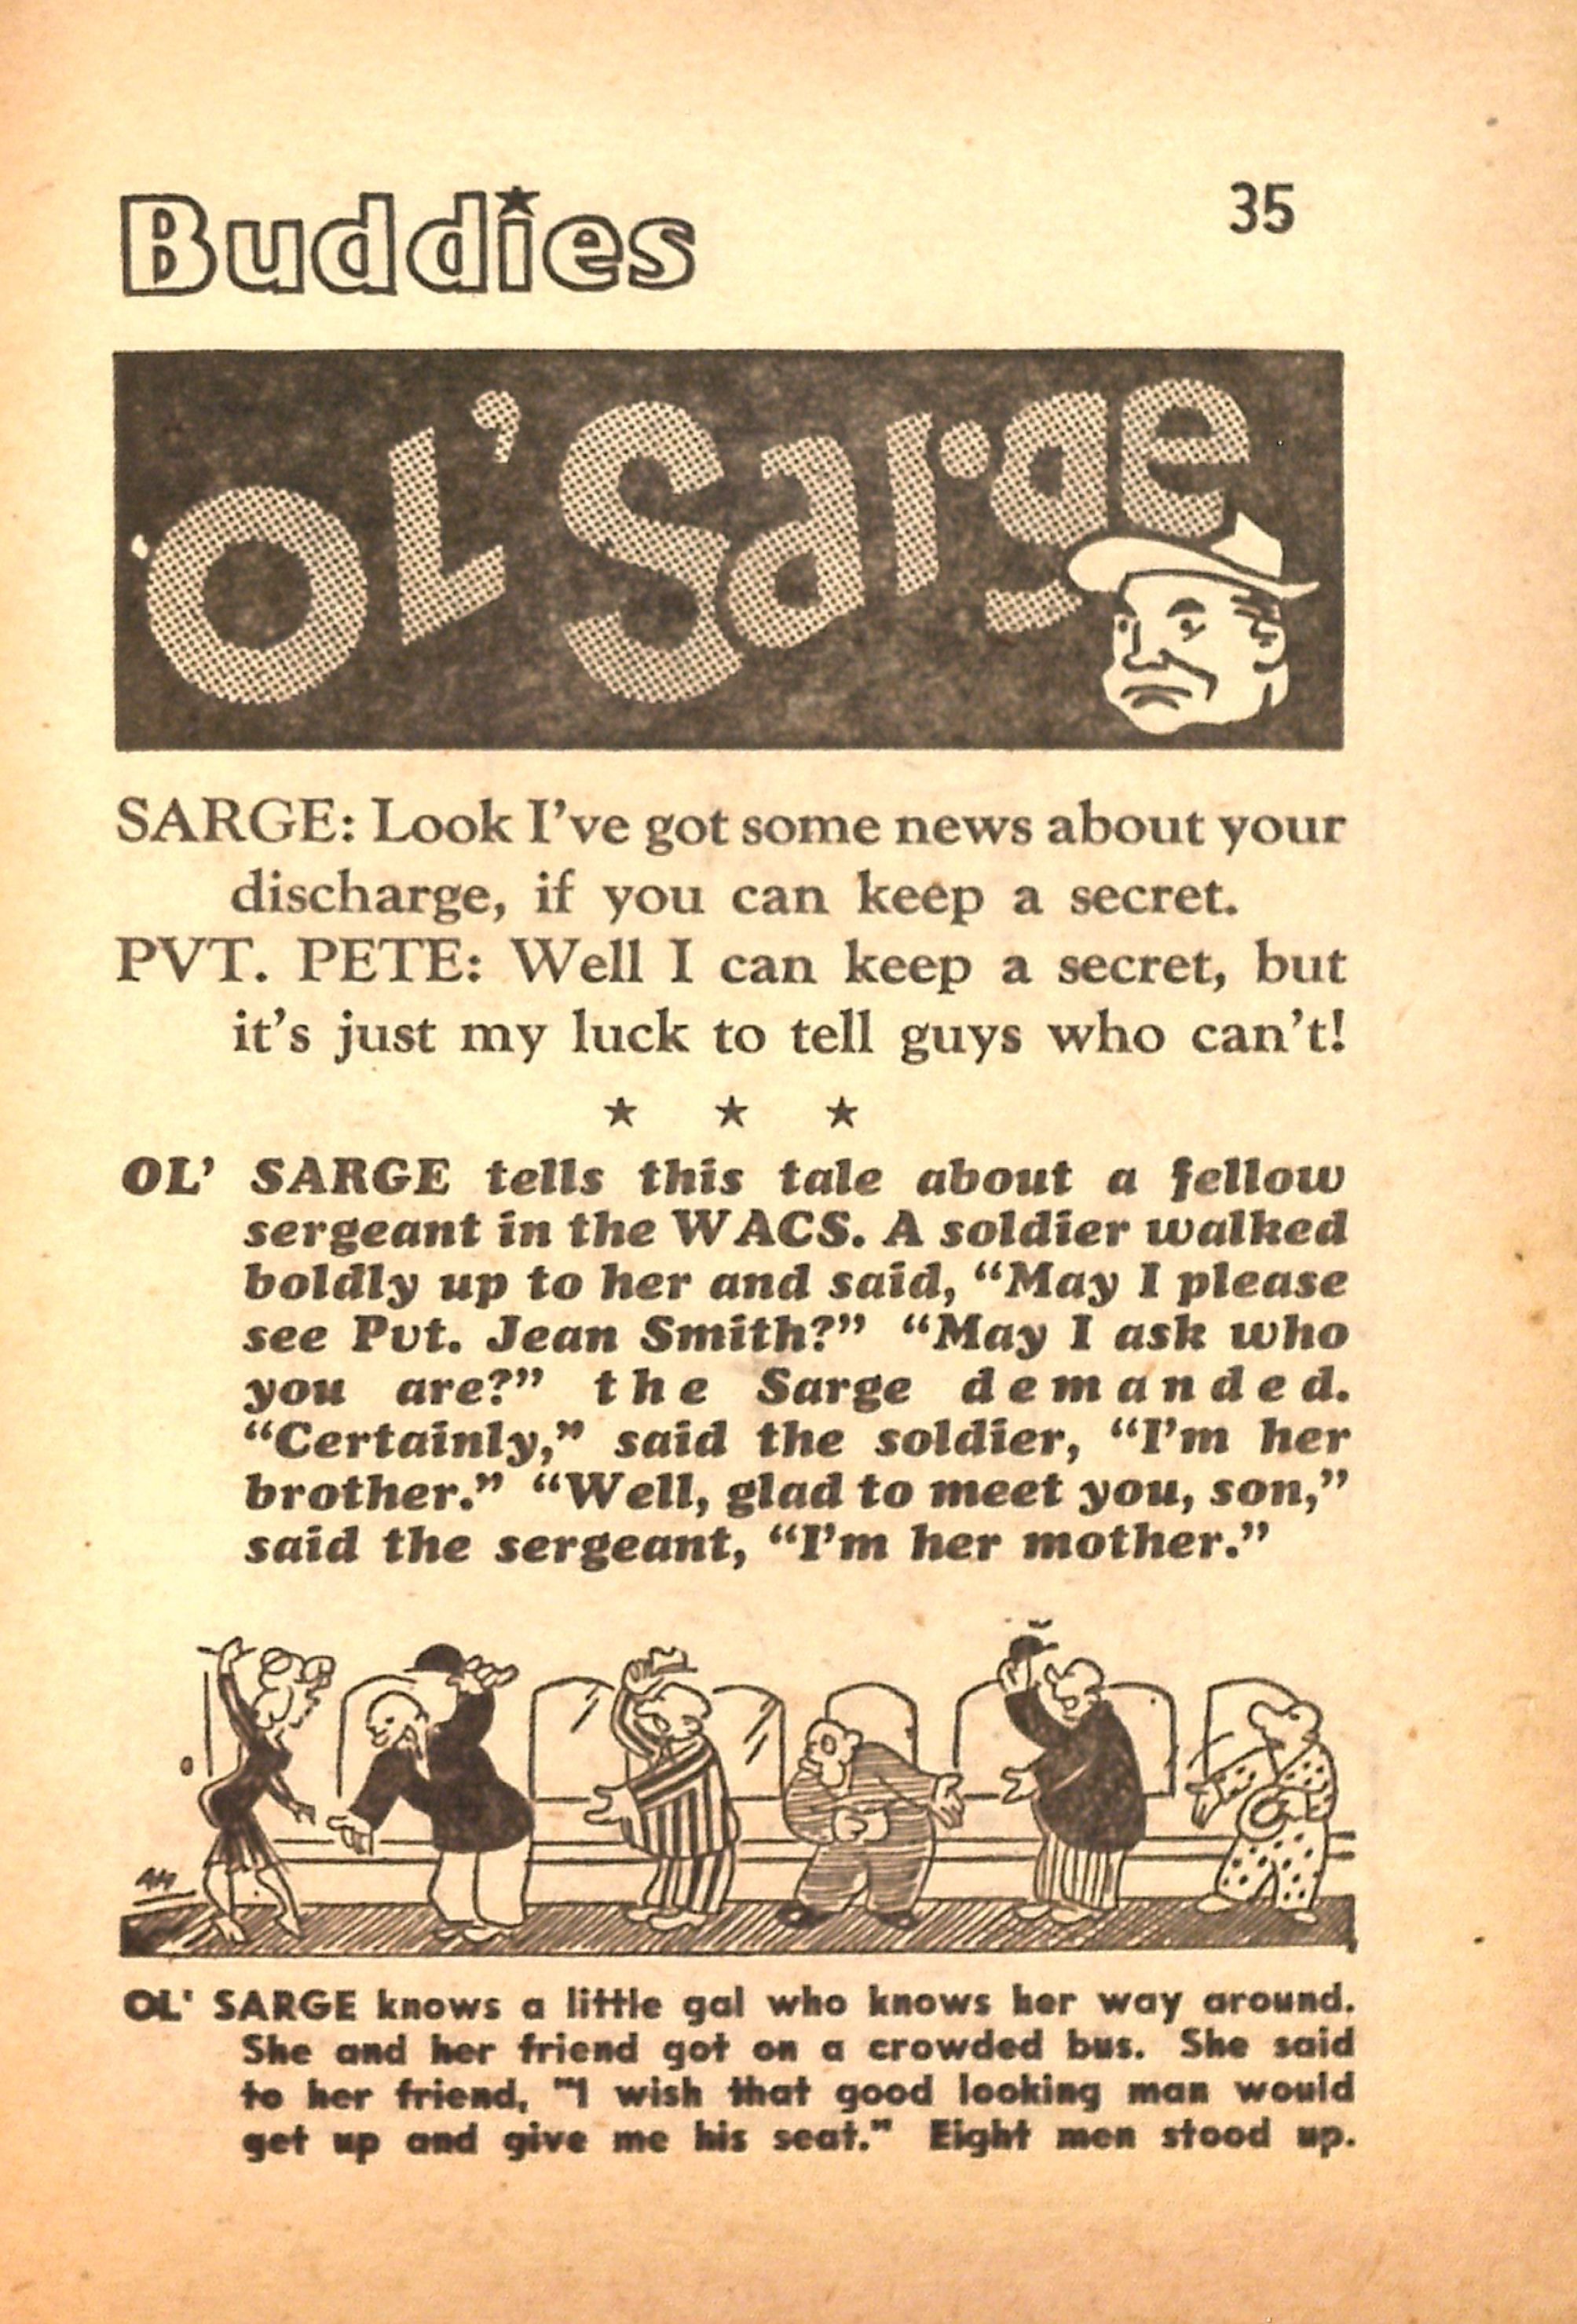 Buddies
35
OL' Sarge
SARGE: Look I've got some news about your
discharge, if you can keep a secret.
PVT. PETE: Well I can keep a secret, but
it's just my luck to tell guys who can't!
★ ★ ★
OL' SARGE tells this tale about a fellow
sergeant in the WACS. A soldier walked
boldly up to her and said, “May I please
see Pvt. Jean Smith?” “May I ask who
you are?” the Sarge demanded.
“Certainly,” said the soldier, “I'm her
brother.” “Well, glad to meet you, son,”
said the sergeant, “I'm her mother.”
AH
OL' SARGE knows a little gal who knows her way around.
She and her friend got on a crowded bus. She said
to her friend, "I wish that good looking man would
get up and give me his seat." Eight men stood up.